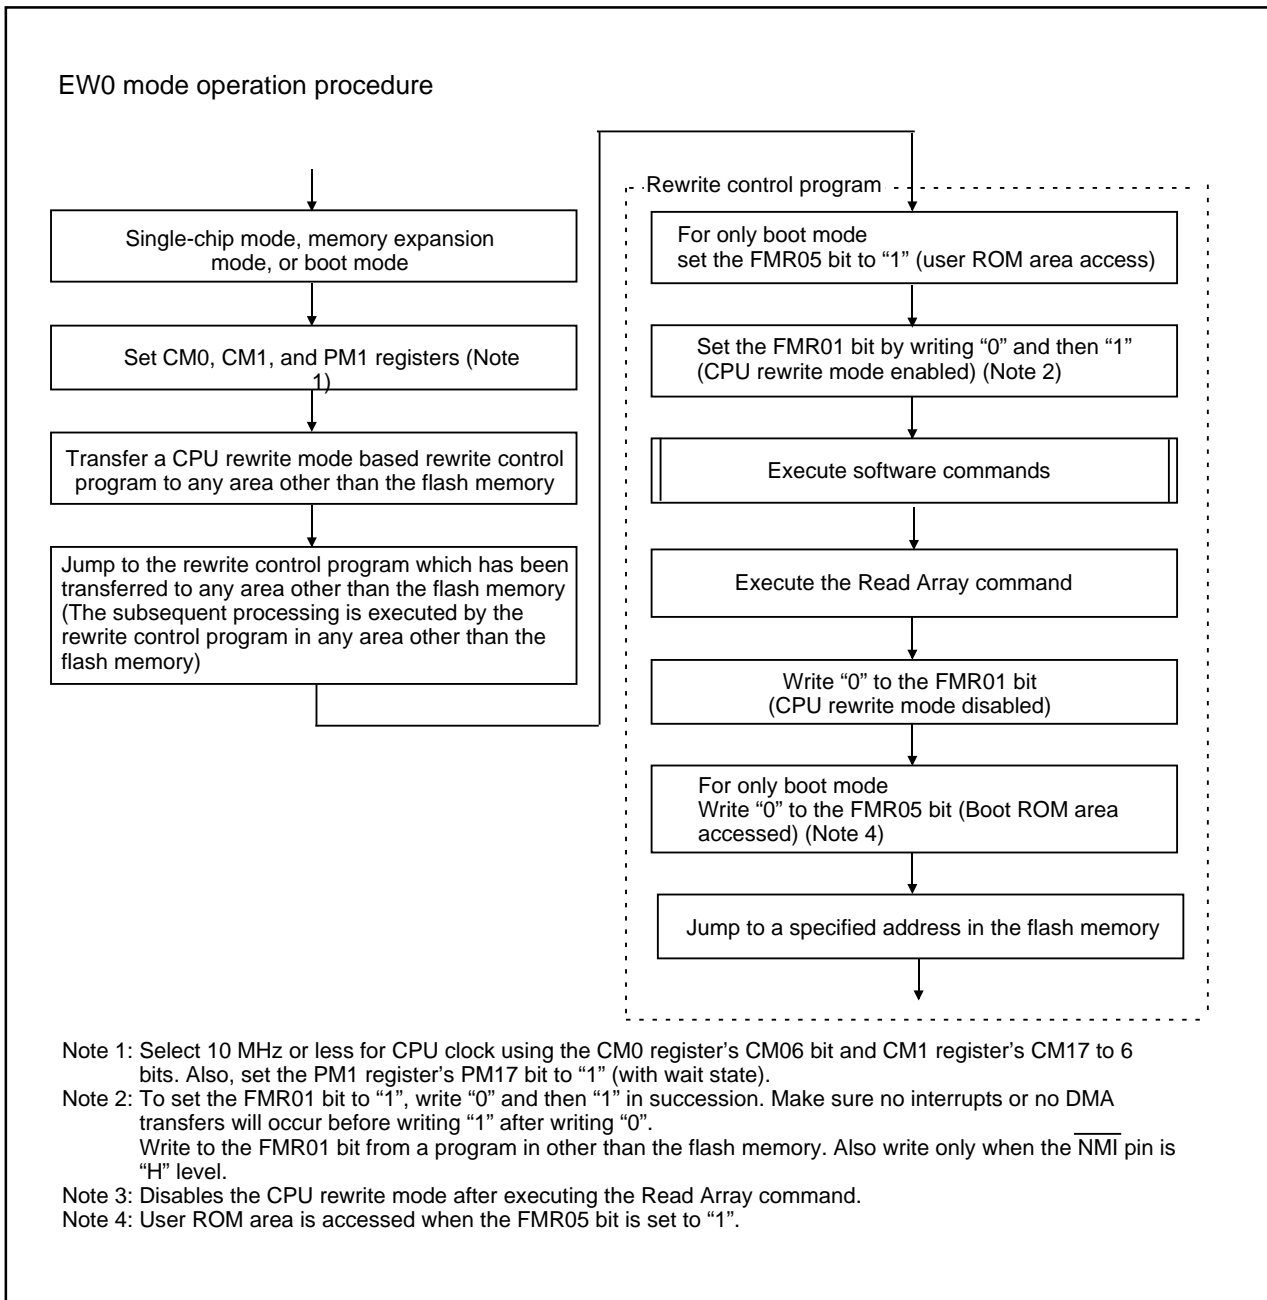 EW0 mode operation procedure
Single-chip mode, memory expansion
mode, or boot mode
Set CM0, CM1, and PM1 registers (Note
1)
Transfer a CPU rewrite mode based rewrite control
program to any area other than the flash memory
Jump to the rewrite control program which has been
transferred to any area other than the flash memory
(The subsequent processing is executed by the
rewrite control program in any area other than the
flash memory)
Rewrite control program
For only boot mode
set the FMR05 bit to “1” (user ROM area access)
Set the FMR01 bit by writing “0” and then “1”
(CPU rewrite mode enabled) (Note 2)
Execute software commands
Execute the Read Array command
Write “0” to the FMR01 bit
(CPU rewrite mode disabled)
For only boot mode
Write “0” to the FMR05 bit (Boot ROM area
accessed) (Note 4)
Jump to a specified address in the flash memory
Note 1: Select 10 MHz or less for CPU clock using the CM0 register’s CM06 bit and CM1 register’s CM17 to 6
bits. Also, set the PM1 register’s PM17 bit to “1” (with wait state).
Note 2: To set the FMR01 bit to “1”, write “0” and then “1” in succession. Make sure no interrupts or no DMA
transfers will occur before writing “1” after writing “0”.
Write to the FMR01 bit from a program in other than the flash memory. Also write only when the N̅M̅I̅ pin is
“H” level.
Note 3: Disables the CPU rewrite mode after executing the Read Array command.
Note 4: User ROM area is accessed when the FMR05 bit is set to “1”.